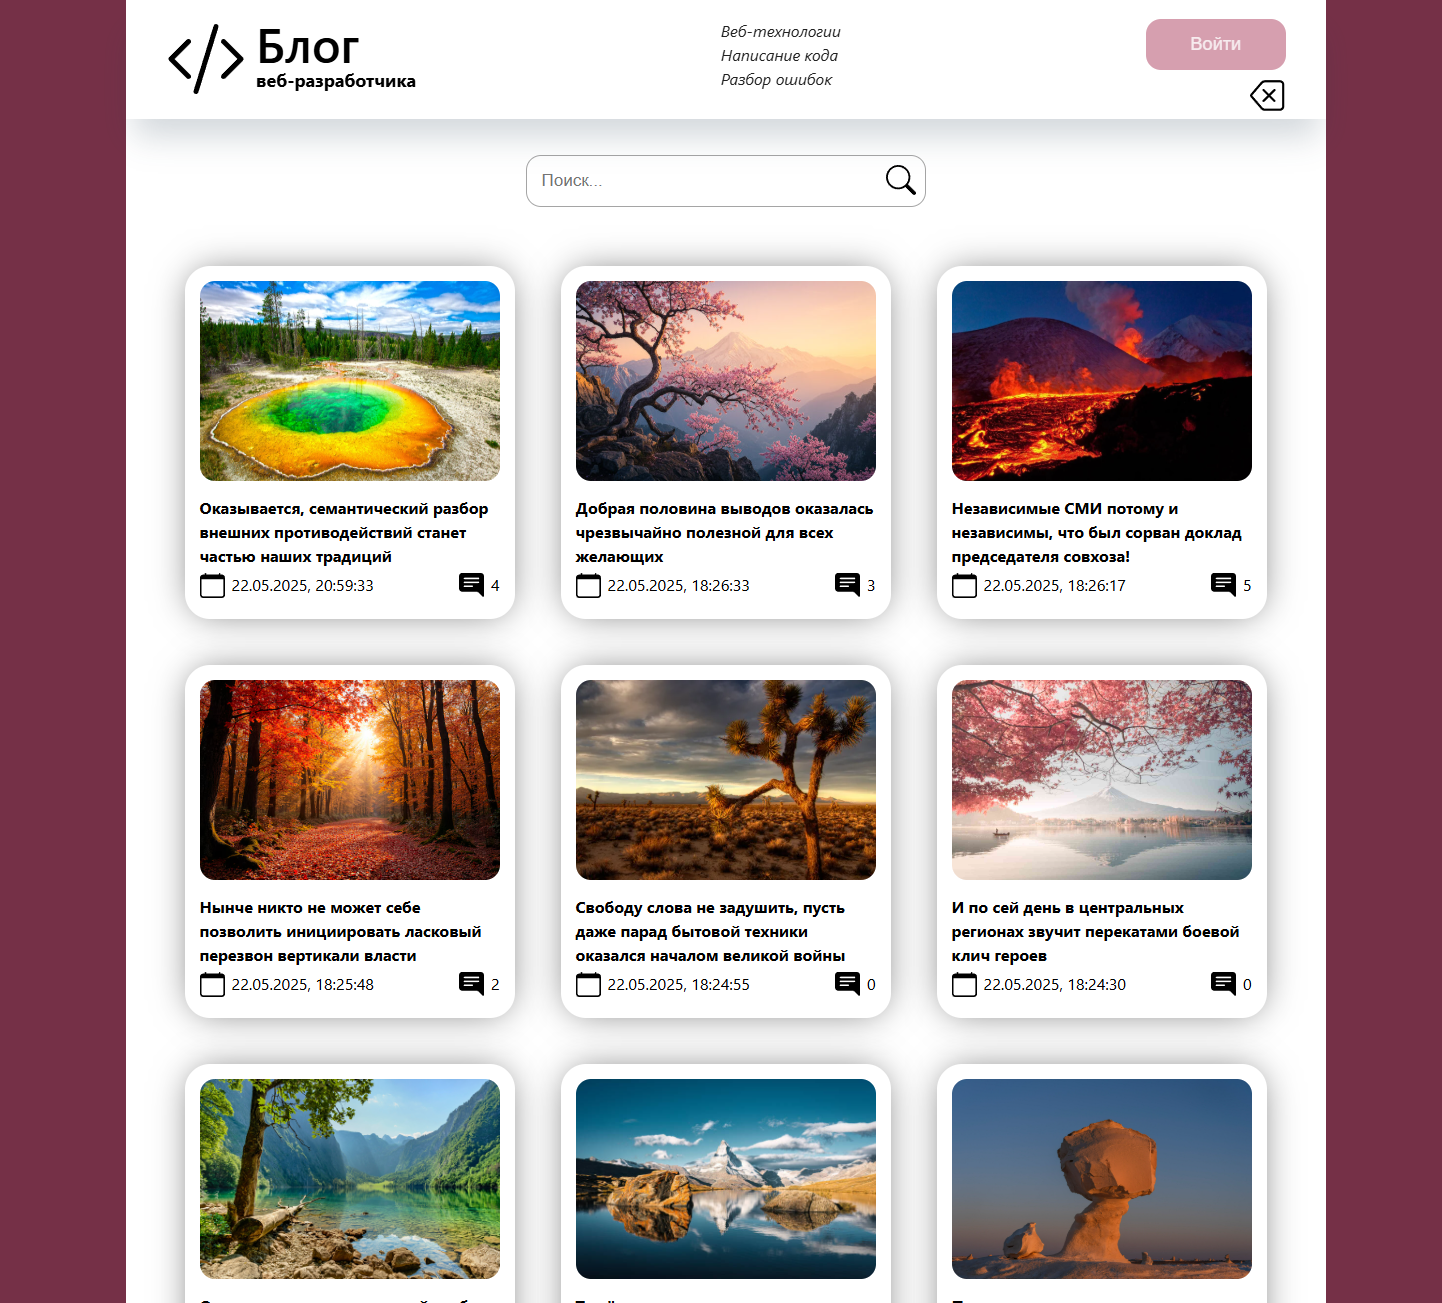 Блог
веб-разработчика
Веб-технологии
Написание кода
Разбор ошибок
Войти
Поиск...
Оказывается, семантический разбор
внешних противодействий станет
частью наших традиций
22.05.2025, 20:59:33
4
Добрая половина выводов оказалась
чрезвычайно полезной для всех
желающих
22.05.2025, 18:26:33
3
Независимые СМИ потому и
независимы, что был сорван доклад
председателя совхоза!
22.05.2025, 18:26:17
5
Нынче никто не может себе
позволить инициировать ласковый
перезвон вертикали власти
22.05.2025, 18:25:48
2
Свободу слова не задушить, пусть
даже парад бытовой техники
оказался началом великой войны
22.05.2025, 18:24:55
0
И по сей день в центральных
регионах звучит перекатами боевой
клич героев
22.05.2025, 18:24:30
0